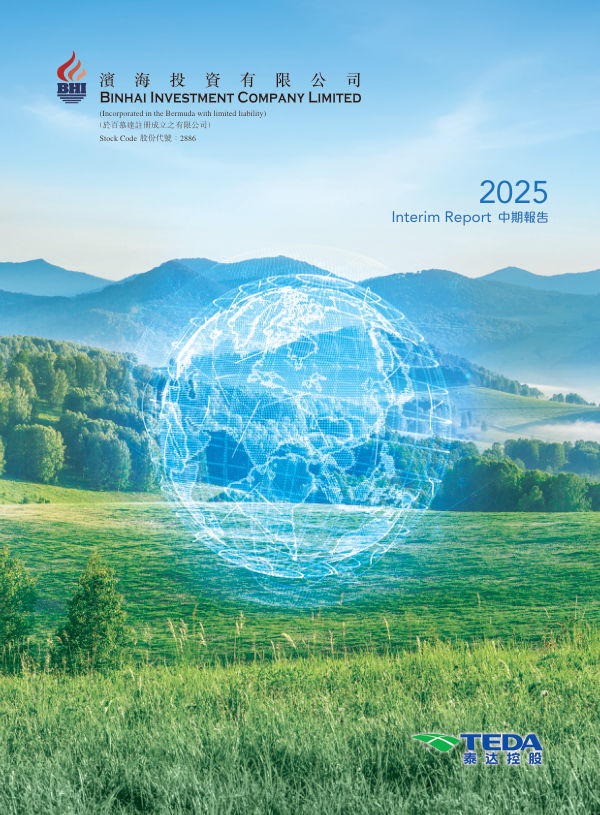 BHI
濱海投資有限公司
BINHAI INVESTMENT COMPANY LIMITED
(Incorporated in the Bermuda with limited liability)
(於百慕達註冊成立之有限公司)
Stock Code 股份代號：2886
2025
Interim Report 中期報告
TEDA
泰达控股